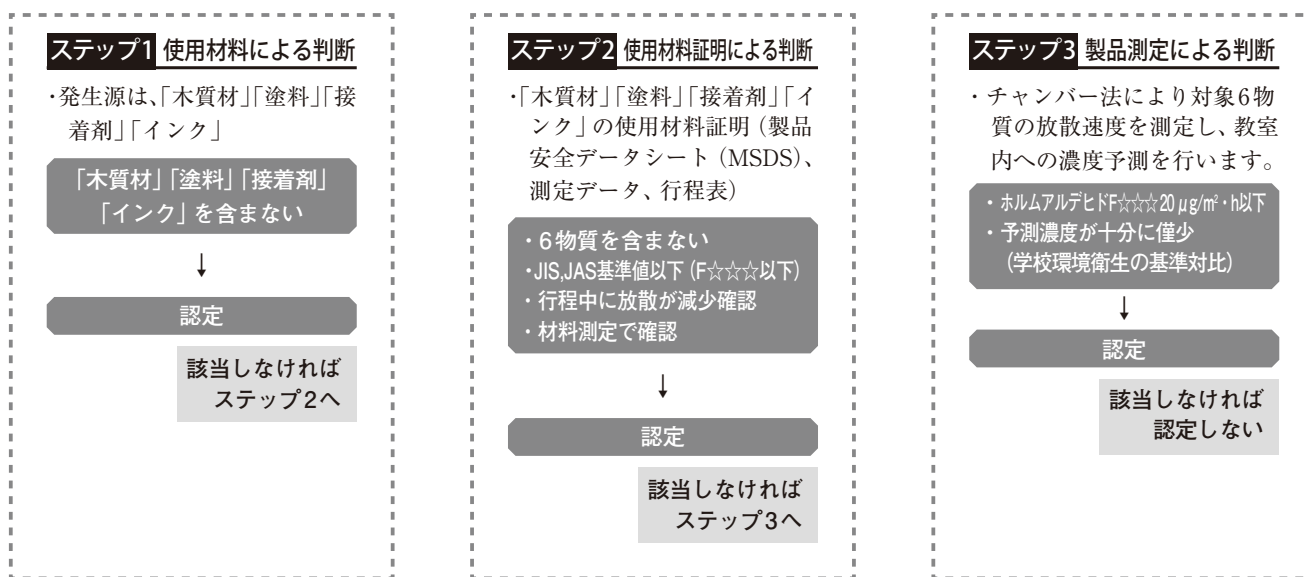 ステップ1 使用材料による判断
・発生源は、「木質材」「塗料」「接
着剤」「インク」
「木質材」「塗料」「接着剤」
「インク」を含まない
↓
認定
該当しなければ
ステップ2へ
ステップ2 使用材料証明による判断
・「木質材」「塗料」「接着剤」「イ
ンク」の使用材料証明（製品
安全データシート（MSDS）、
測定データ、行程表）
・6物質を含まない
・JIS,JAS基準値以下（F☆☆☆以下）
・行程中に放散が減少確認
・材料測定で確認
↓
認定
該当しなければ
ステップ3へ
ステップ3 製品測定による判断
・チャンバー法により対象6物
質の放散速度を測定し、教室
内への濃度予測を行います。
・ホルムアルデヒドF☆☆☆20μg/m²・h以下
・予測濃度が十分に僅少
（学校環境衛生の基準対比）
↓
認定
該当しなければ
認定しない